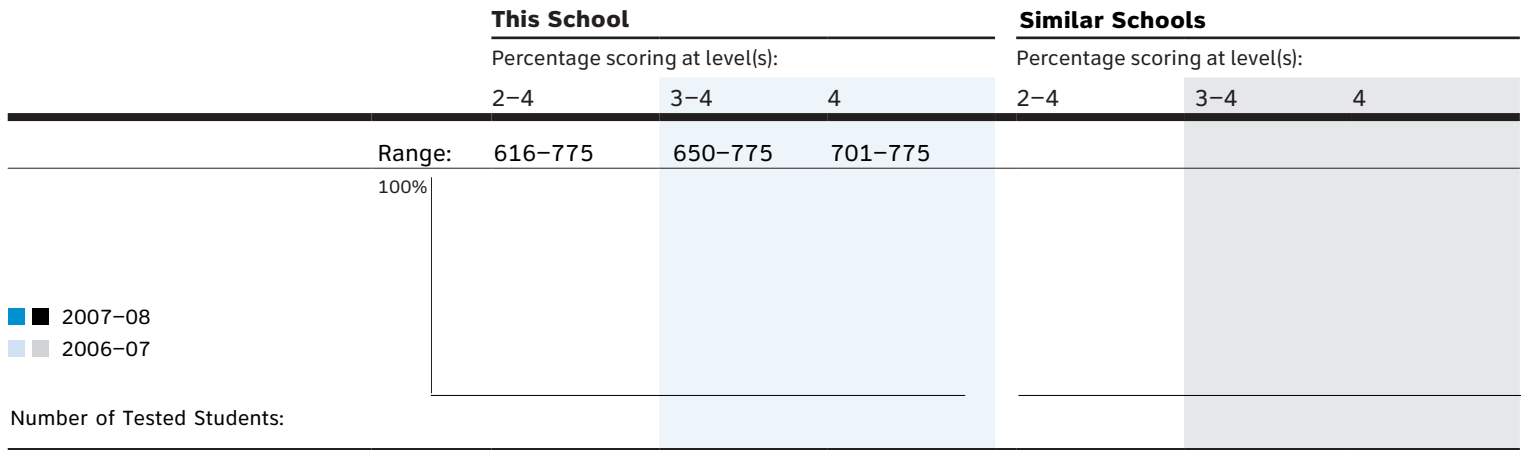 This School Similar Schools
Percentage scoring at level(s): Percentage scoring at level(s):
2–4 3–4 4 2–4 3–4 4
Range: 616–775 650–775 701–775
100%
2007–08
2006–07
Number of Tested Students: